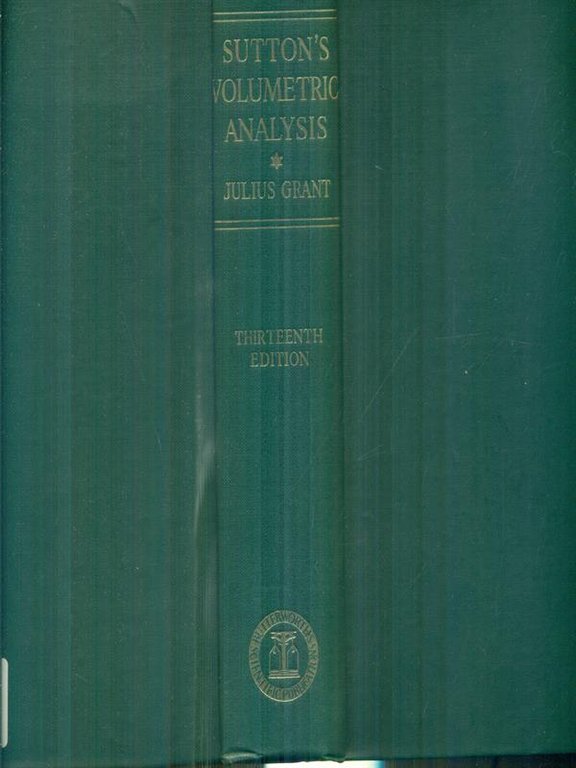 SUTTON'S
VOLUMETRIC
ANALYSIS
JULIUS GRANT
THIRTEENTH
EDITION